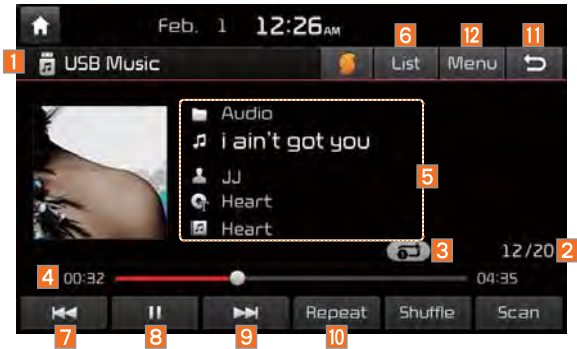 Feb. 1 12:26AM
6 12 11
1 USB Music List Menu
Audio
i ain't got you
JJ
5
Heart
Heart
3 12/20 2
4 00:32 04:35
Repeat Shuffle Scan
7 8 9 10